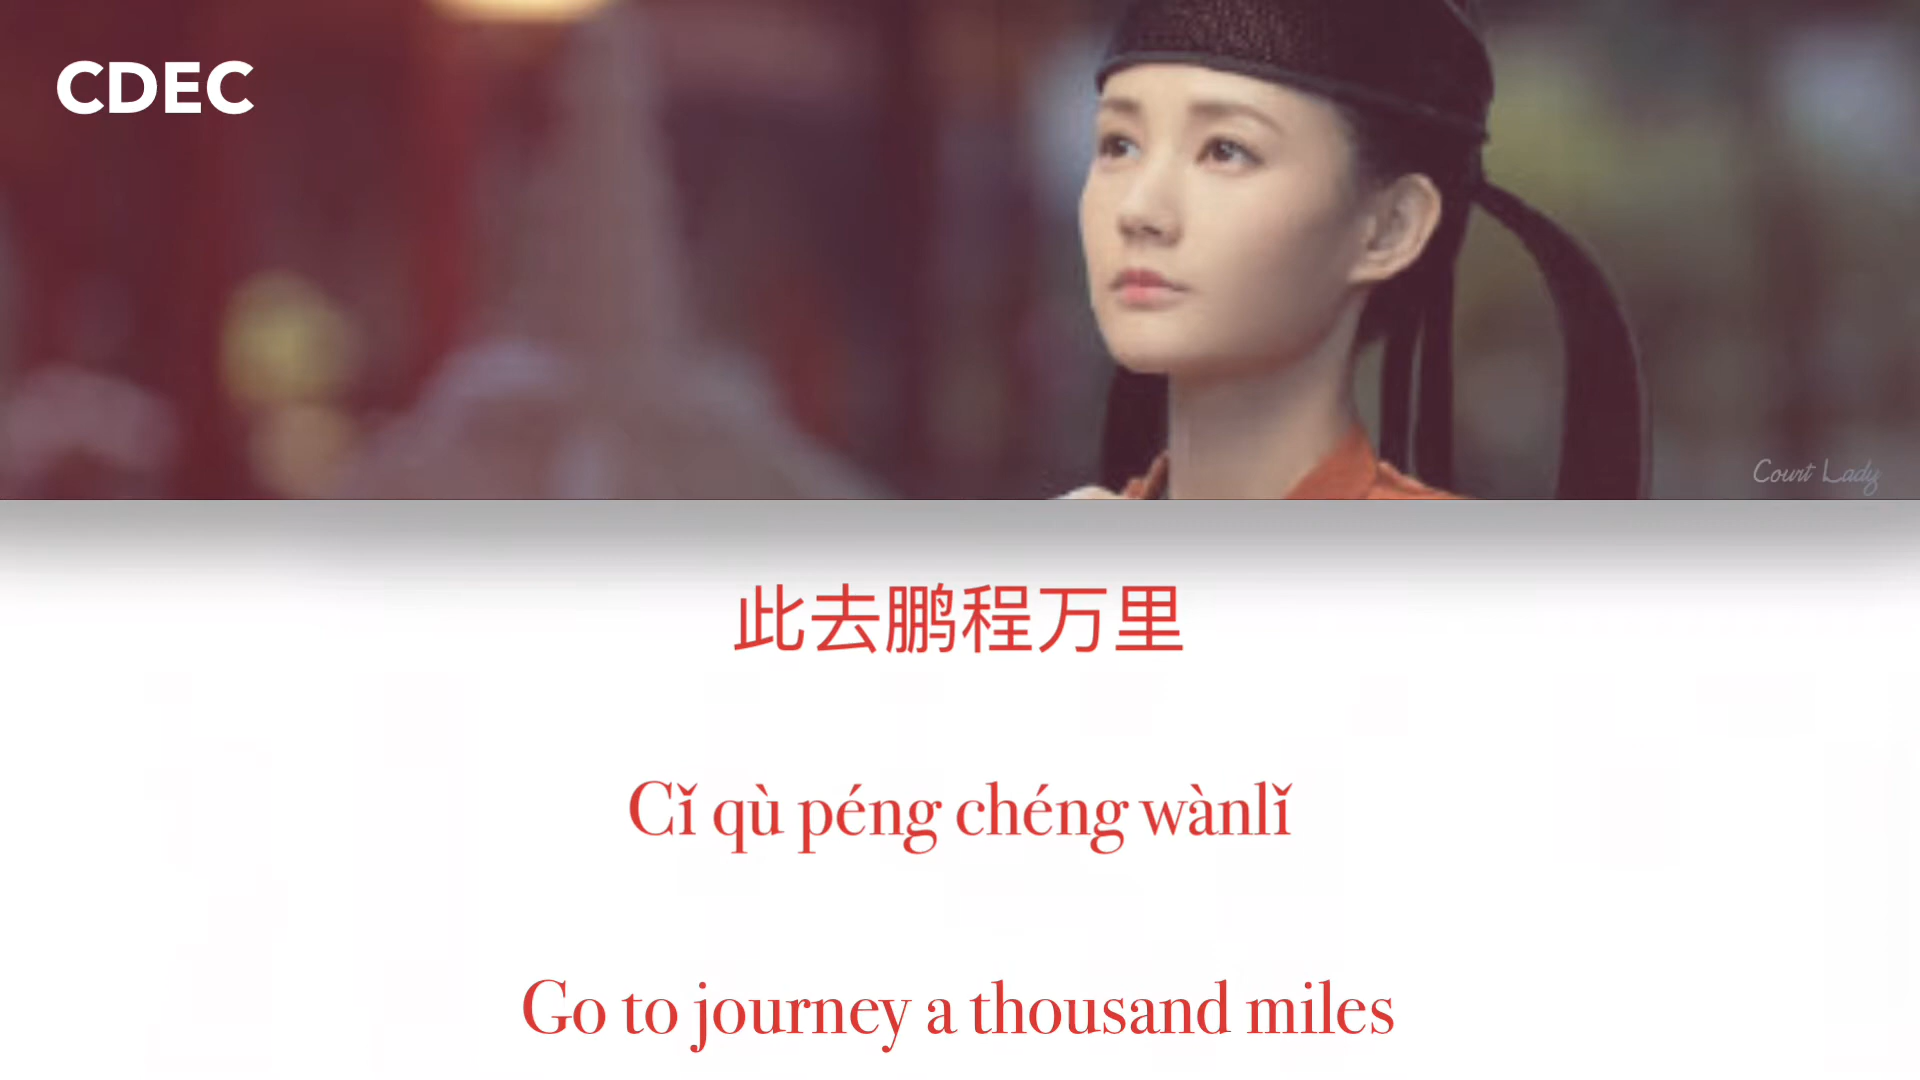 CDEC
Court Lady
此去鹏程万里
Cǐ qù péng chéng wànlǐ
Go to journey a thousand miles